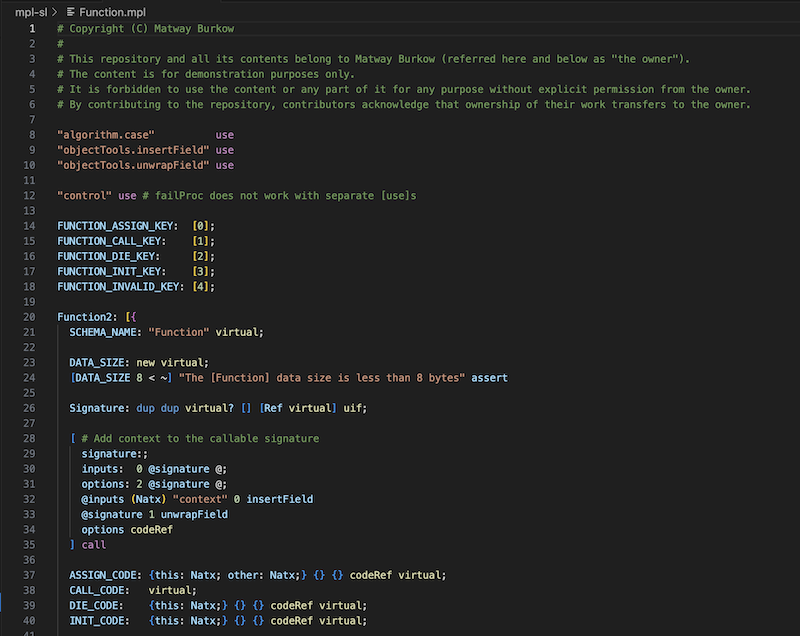 mpl-sl > Function.mpl
1 # Copyright (C) Matway Burkow
2 #
3 # This repository and all its contents belong to Matway Burkow (referred here and below as "the owner").
4 # The content is for demonstration purposes only.
5 # It is forbidden to use the content or any part of it for any purpose without explicit permission from the owner.
6 # By contributing to the repository, contributors acknowledge that ownership of their work transfers to the owner.
7
8 "algorithm.case"          use
9 "objectTools.insertField" use
10 "objectTools.unwrapField" use
11
12 "control" use # failProc does not work with separate [use]s
13
14 FUNCTION_ASSIGN_KEY:  [0];
15 FUNCTION_CALL_KEY:    [1];
16 FUNCTION_DIE_KEY:     [2];
17 FUNCTION_INIT_KEY:    [3];
18 FUNCTION_INVALID_KEY: [4];
19
20 Function2: [{
21   SCHEMA_NAME: "Function" virtual;
22
23   DATA_SIZE: new virtual;
24   [DATA_SIZE 8 < ~] "The [Function] data size is less than 8 bytes" assert
25
26   Signature: dup dup virtual? [] [Ref virtual] uif;
27
28   [ # Add context to the callable signature
29     signature:;
30     inputs:  0 @signature @;
31     options: 2 @signature @;
32     @inputs (Natx) "context" 0 insertField
33     @signature 1 unwrapField
34     options codeRef
35   ] call
36
37   ASSIGN_CODE: {this: Natx; other: Natx;} {} {} codeRef virtual;
38   CALL_CODE:   virtual;
39   DIE_CODE:    {this: Natx;} {} {} codeRef virtual;
40   INIT_CODE:   {this: Natx;} {} {} codeRef virtual;
41